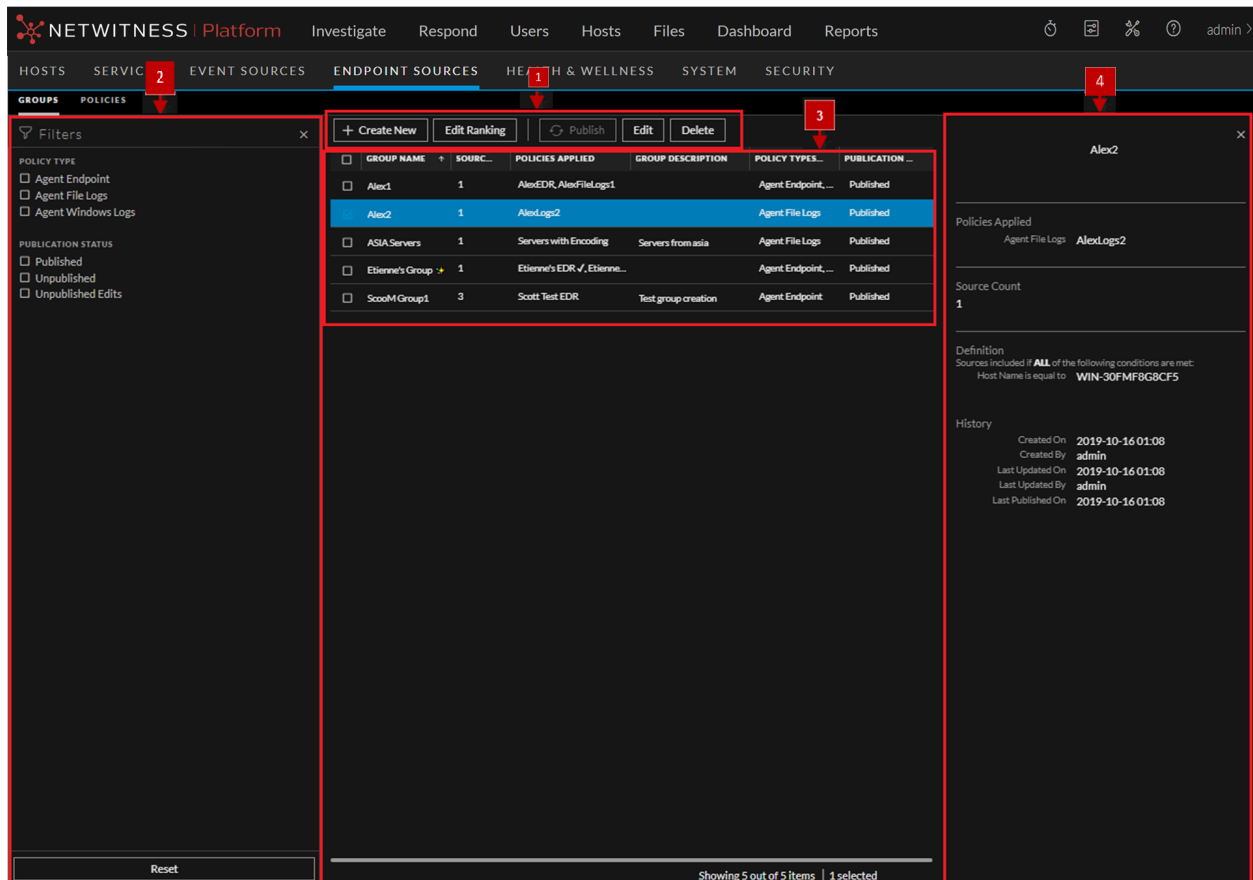 NETWITNESS | Platform Investigate Respond Users Hosts Files Dashboard Reports admin >
HOSTS SERVIC EVENT SOURCES ENDPOINT SOURCES HE TH & WELLNESS SYSTEM SECURITY
2
1
4
GROUPS POLICIES
3
Filters ×
POLICY TYPE
Agent Endpoint
Agent File Logs
Agent Windows Logs
PUBLICATION STATUS
Published
Unpublished
Unpublished Edits
Reset
+ Create New Edit Ranking Publish Edit Delete
GROUP NAME ↑ SOURC... POLICIES APPLIED GROUP DESCRIPTION POLICY TYPES... PUBLICATION ...
Alex1 1 AlexEDR, AlexFileLogs1 Agent Endpoint, ... Published
Alex2 1 AlexLogs2 Agent File Logs Published
ASIA Servers 1 Servers with Encoding Servers from asia Agent File Logs Published
Etienne's Group ✨ 1 Etienne's EDR ✓, Etienne... Agent Endpoint, ... Published
ScooM Group1 3 Scott Test EDR Test group creation Agent Endpoint Published
Showing 5 out of 5 items | 1 selected
×
Alex2
Policies Applied
Agent File Logs AlexLogs2
Source Count
1
Definition
Sources included if ALL of the following conditions are met:
Host Name is equal to WIN-30FMF8G8CF5
History
Created On 2019-10-16 01:08
Created By admin
Last Updated On 2019-10-16 01:08
Last Updated By admin
Last Published On 2019-10-16 01:08